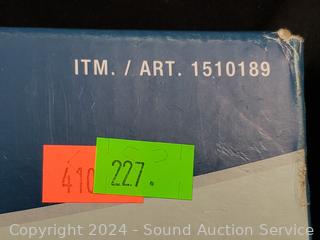 ITM. / ART. 1510189
410
227.
Copyright 2024 - Sound Auction Service